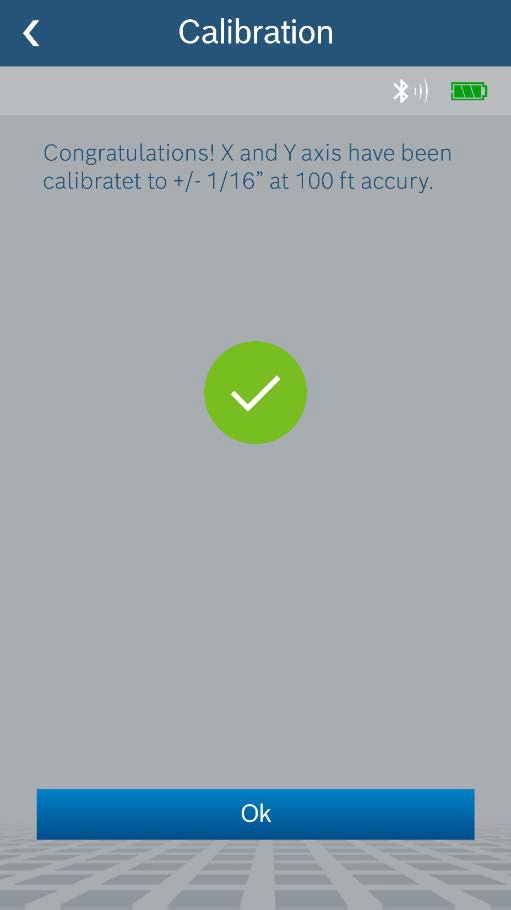 Calibration
Congratulations! X and Y axis have been
calibratet to +/- 1/16” at 100 ft accury.
Ok